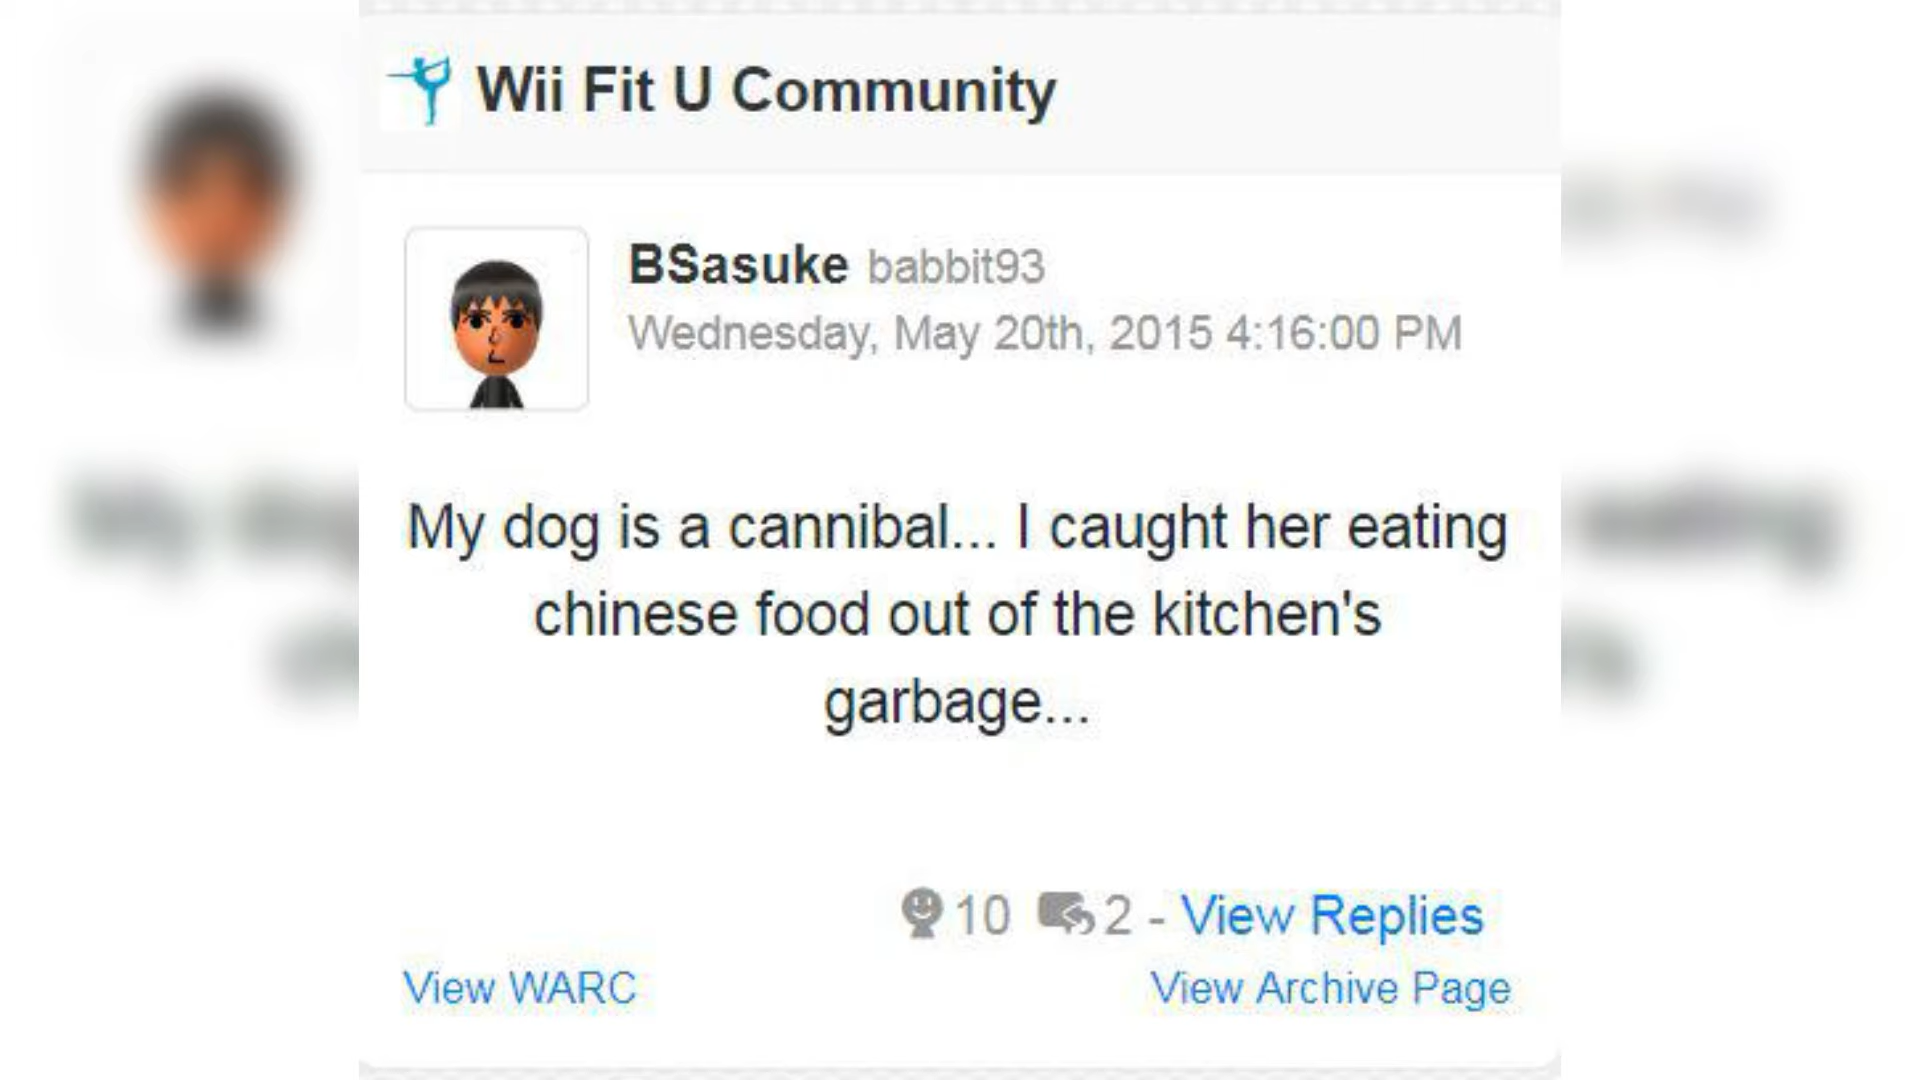 Wii Fit U Community
BSasuke babbit93
Wednesday, May 20th, 2015 4:16:00 PM
My dog is a cannibal... I caught her eating
chinese food out of the kitchen's
garbage...
10 2 - View Replies
View WARC View Archive Page